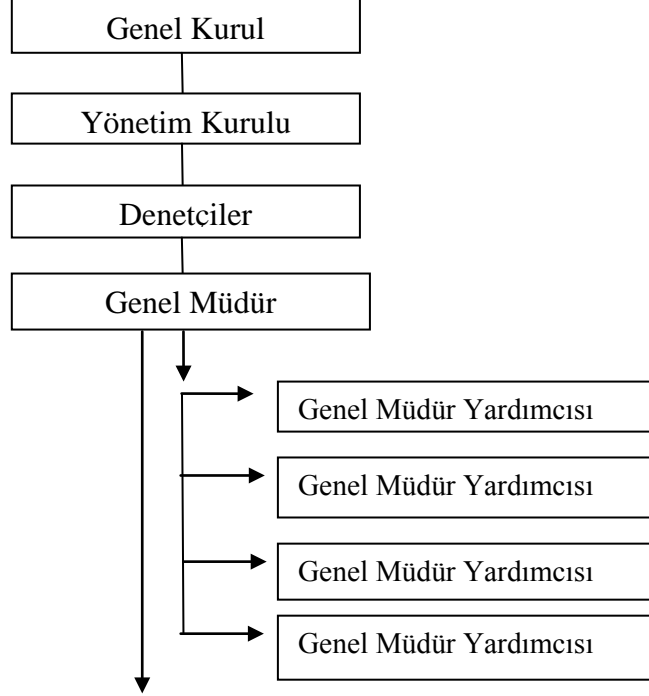 Genel Kurul
Yönetim Kurulu
Denetçiler
Genel Müdür
Genel Müdür Yardımcısı
Genel Müdür Yardımcısı
Genel Müdür Yardımcısı
Genel Müdür Yardımcısı